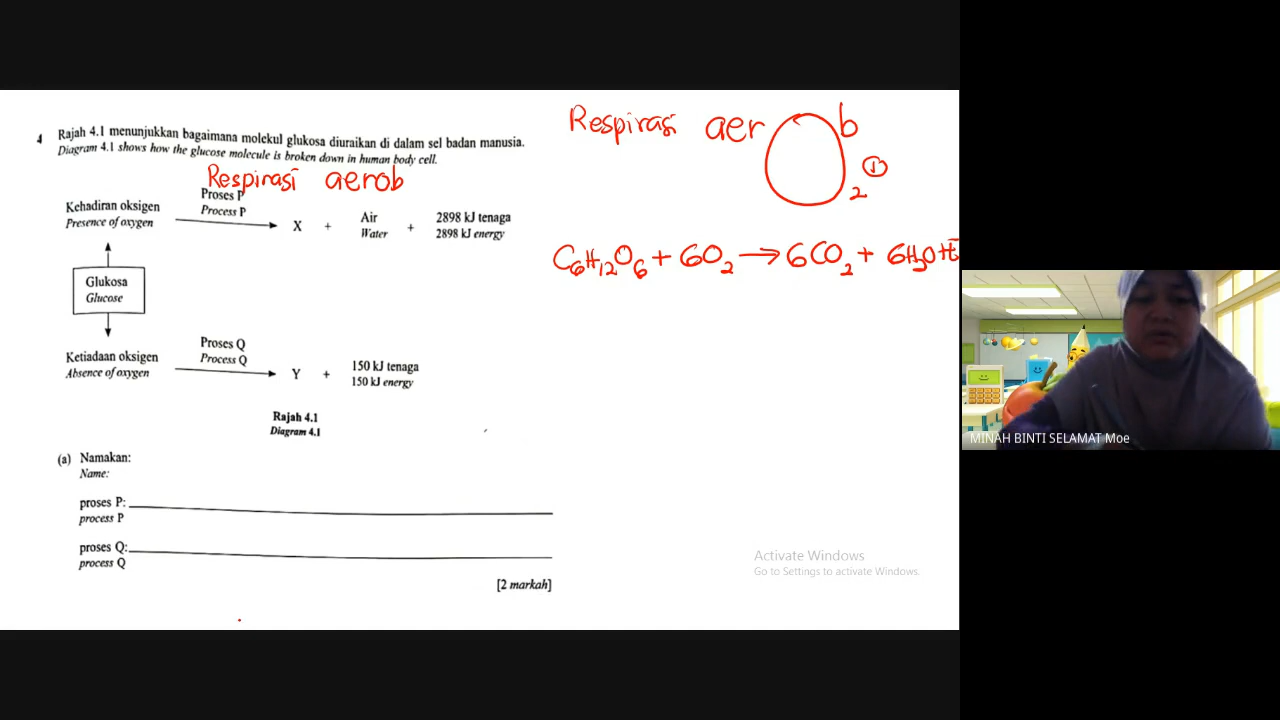 4 Rajah 4.1 menunjukkan bagaimana molekul glukosa diuraikan di dalam sel badan manusia.
Diagram 4.1 shows how the glucose molecule is broken down in human body cell.
Respirasi aerob
Kehadiran oksigen
Presence of oxygen
Proses P
Process P
X + Air + 2898 kJ tenaga
Water 2898 kJ energy
Glukosa
Glucose
Ketiadaan oksigen
Absence of oxygen
Proses Q
Process Q
Y + 150 kJ tenaga
150 kJ energy
Rajah 4.1
Diagram 4.1
(a) Namakan:
Name:
proses P:
process P
proses Q:
process Q
[2 markah]
Respirasi aerOb
2 1
C6H12O6 + 6O2 → 6CO2 + 6H2O +
Activate Windows
Go to Settings to activate Windows.
MINAH BINTI SELAMAT Moe